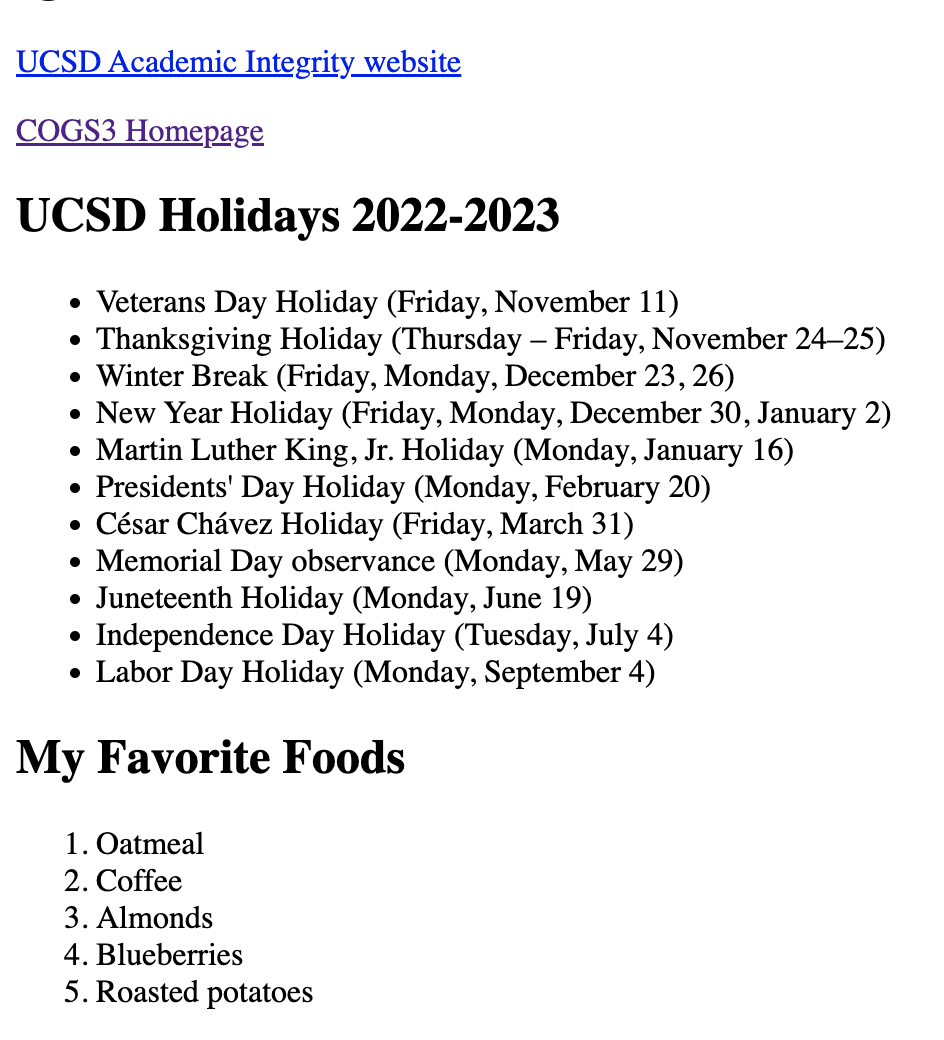 UCSD Academic Integrity website
COGS3 Homepage
UCSD Holidays 2022-2023
• Veterans Day Holiday (Friday, November 11)
• Thanksgiving Holiday (Thursday – Friday, November 24–25)
• Winter Break (Friday, Monday, December 23, 26)
• New Year Holiday (Friday, Monday, December 30, January 2)
• Martin Luther King, Jr. Holiday (Monday, January 16)
• Presidents' Day Holiday (Monday, February 20)
• César Chávez Holiday (Friday, March 31)
• Memorial Day observance (Monday, May 29)
• Juneteenth Holiday (Monday, June 19)
• Independence Day Holiday (Tuesday, July 4)
• Labor Day Holiday (Monday, September 4)
My Favorite Foods
1. Oatmeal
2. Coffee
3. Almonds
4. Blueberries
5. Roasted potatoes